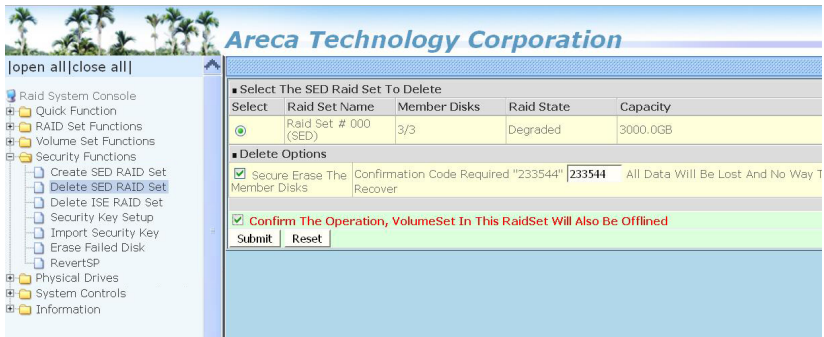 Areca Technology Corporation
|open all|close all|
Raid System Console
Quick Function
RAID Set Functions
Volume Set Functions
Security Functions
Create SED RAID Set
Delete SED RAID Set
Delete ISE RAID Set
Security Key Setup
Import Security Key
Erase Failed Disk
RevertSP
Physical Drives
System Controls
Information
Select The SED Raid Set To Delete
Select Raid Set Name Member Disks Raid State Capacity
Raid Set # 000
(SED) 3/3 Degraded 3000.0GB
Delete Options
Secure Erase The
Member Disks
Confirmation Code Required "233544" 233544 All Data Will Be Lost And No Way T
Recover
Confirm The Operation, VolumeSet In This RaidSet Will Also Be Offlined
Submit Reset